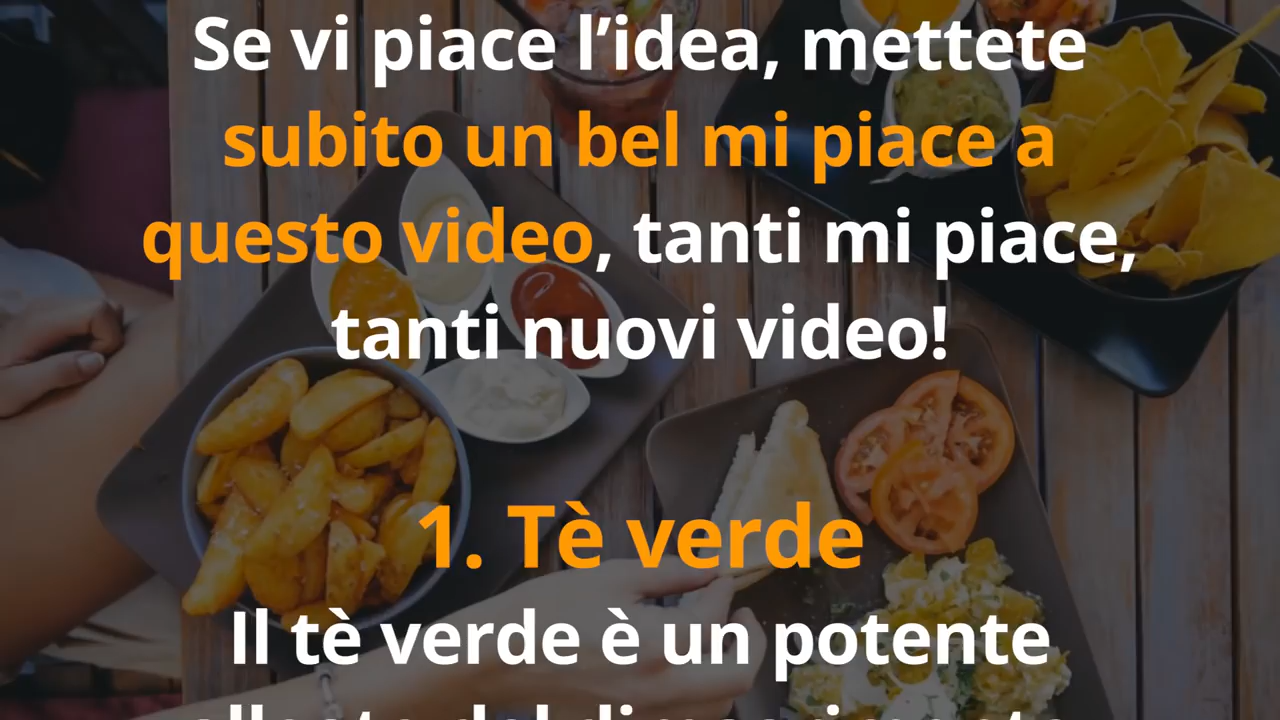 Se vi piace l’idea, mettete
subito un bel mi piace a
questo video, tanti mi piace,
tanti nuovi video!
1. Tè verde
Il tè verde è un potente